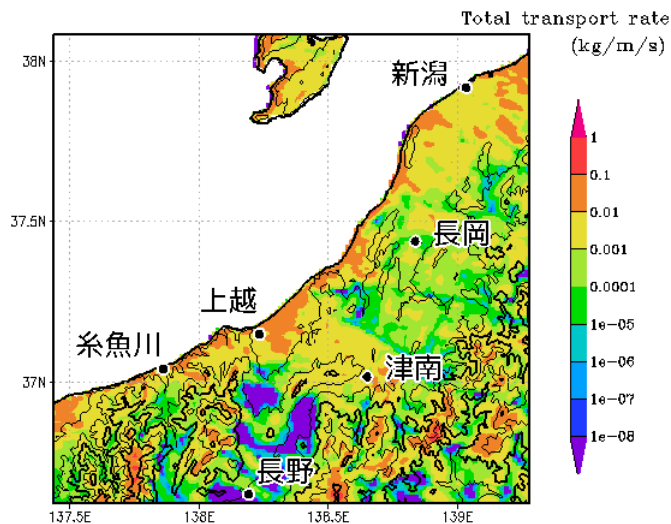 Total transport rate
(kg/m/s)
38N
新潟
1
0.1
37.5N
長岡
0.01
0.001
上越
0.0001
糸魚川
1e-05
37N
津南
1e-06
1e-07
1e-08
長野
137.5E
138E
138.5E
139E